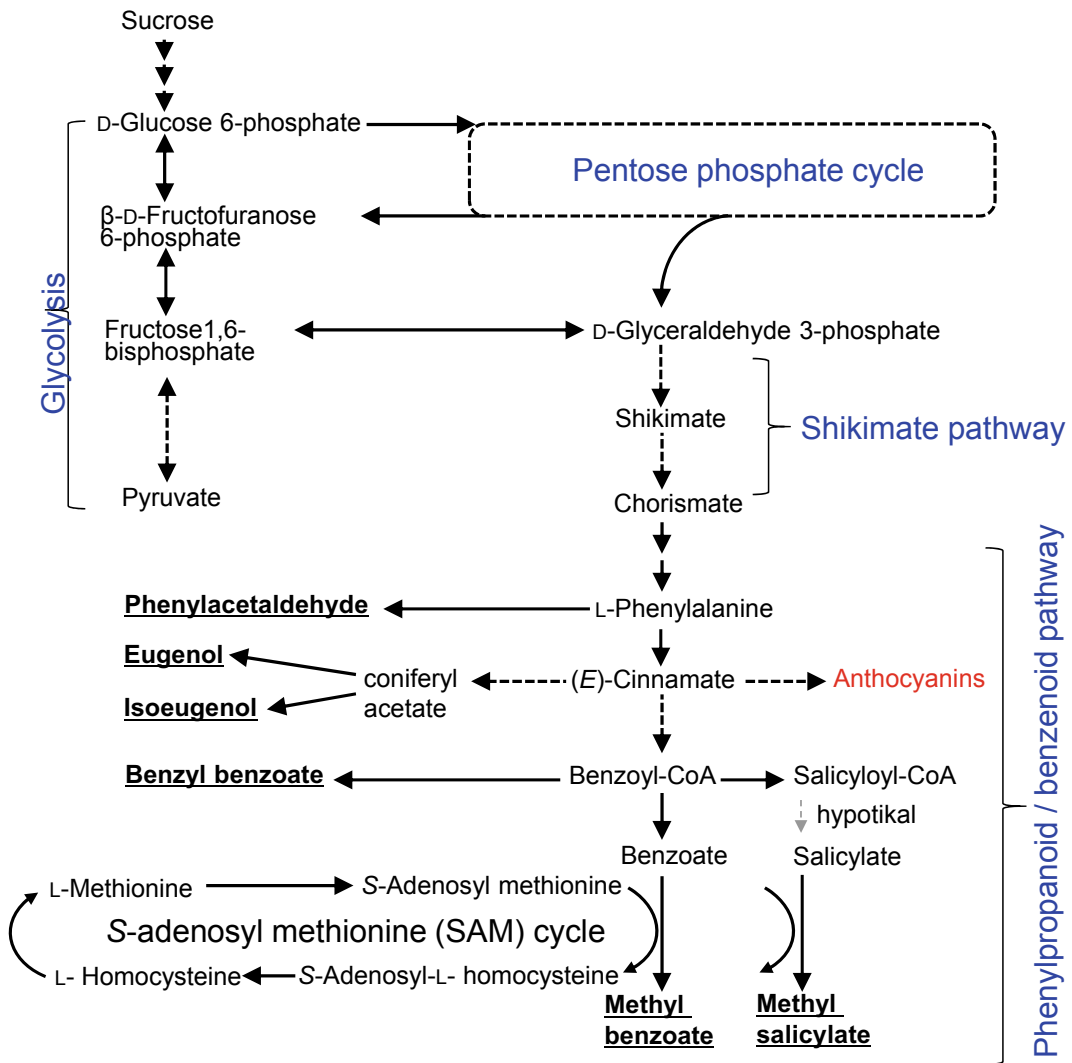 Sucrose
D-Glucose 6-phosphate
Pentose phosphate cycle
β-D-Fructofuranose
6-phosphate
Glycolysis
Fructose1,6-
bisphosphate
D-Glyceraldehyde 3-phosphate
Shikimate
Shikimate pathway
Pyruvate
Chorismate
Phenylpropanoid / benzenoid pathway
Phenylacetaldehyde
L-Phenylalanine
Eugenol
Isoeugenol
coniferyl
acetate
(E)-Cinnamate
Anthocyanins
Benzyl benzoate
Benzoyl-CoA
Salicyloyl-CoA
hypotikal
Benzoate
Salicylate
L-Methionine
S-Adenosyl methionine
S-adenosyl methionine (SAM) cycle
L- Homocysteine
S-Adenosyl-L- homocysteine
Methyl
benzoate
Methyl
salicylate